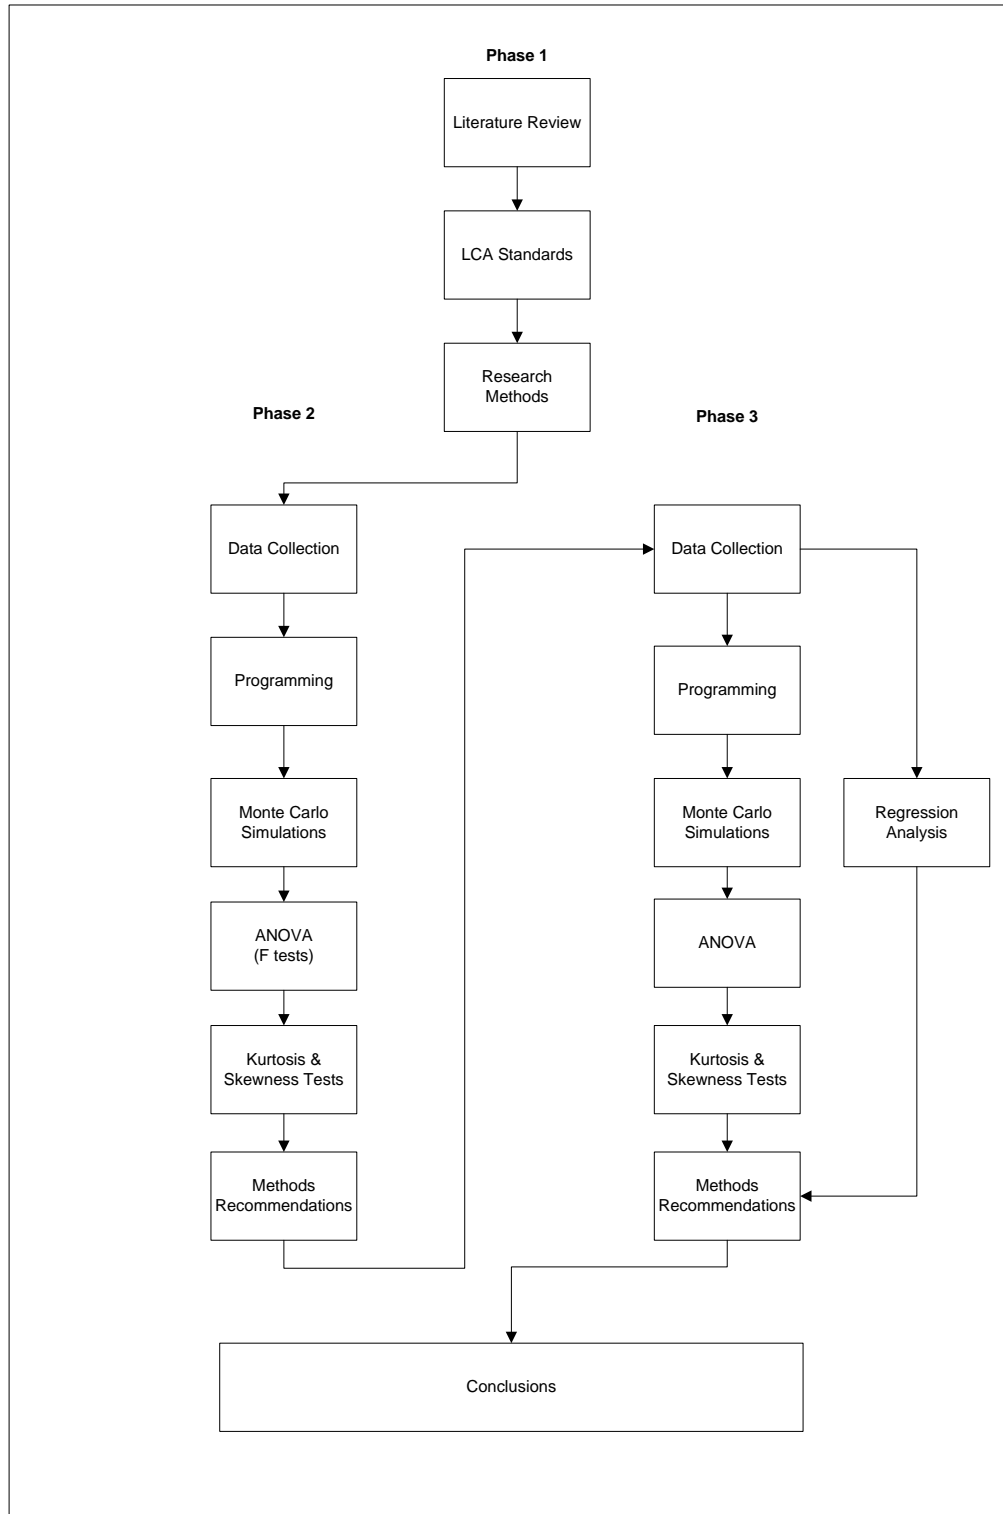 Phase 1
Literature Review
LCA Standards
Research
Methods
Phase 2
Data Collection
Programming
Monte Carlo
Simulations
ANOVA
(F tests)
Kurtosis &
Skewness Tests
Methods
Recommendations
Phase 3
Data Collection
Programming
Monte Carlo
Simulations
Regression
Analysis
ANOVA
Kurtosis &
Skewness Tests
Methods
Recommendations
Conclusions